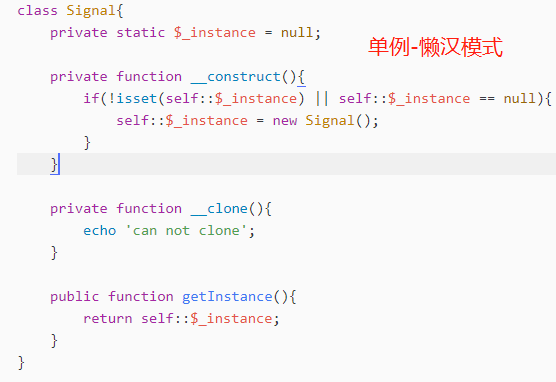 class Signal{
    private static $_instance = null;
单例-懒汉模式
    private function __construct(){
        if(!isset(self::$_instance) || self::$_instance == null){
            self::$_instance = new Signal();
        }
    }
    private function __clone(){
        echo 'can not clone';
    }
    public function getInstance(){
        return self::$_instance;
    }
}